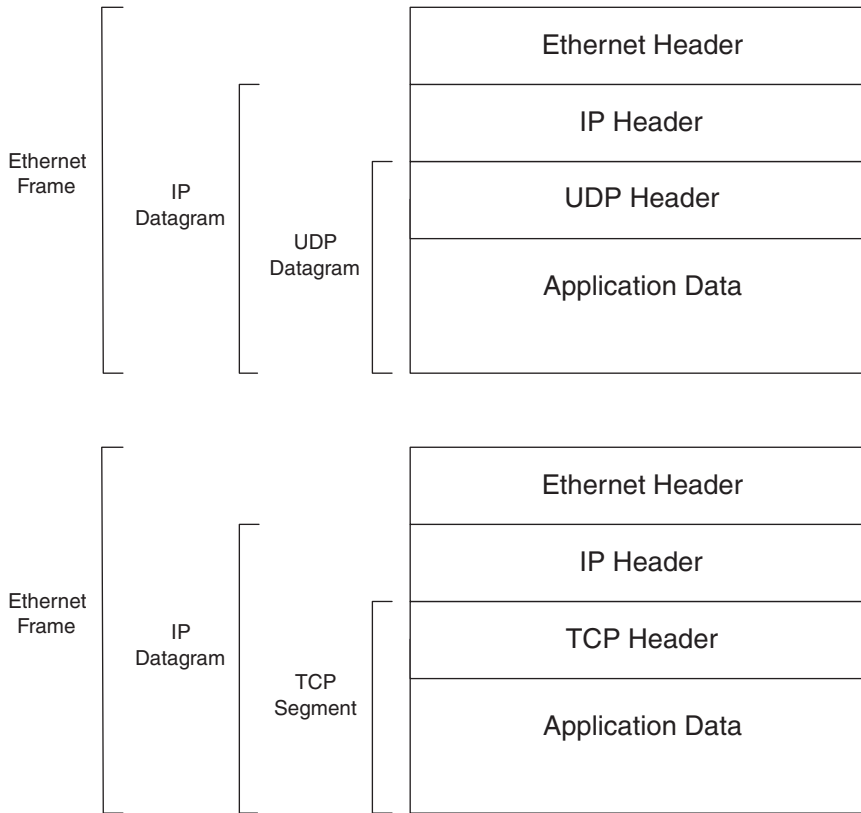 Ethernet Header
IP Header
UDP Header
Application Data
Ethernet
Frame
IP
Datagram
UDP
Datagram
Ethernet Header
IP Header
TCP Header
Application Data
Ethernet
Frame
IP
Datagram
TCP
Segment